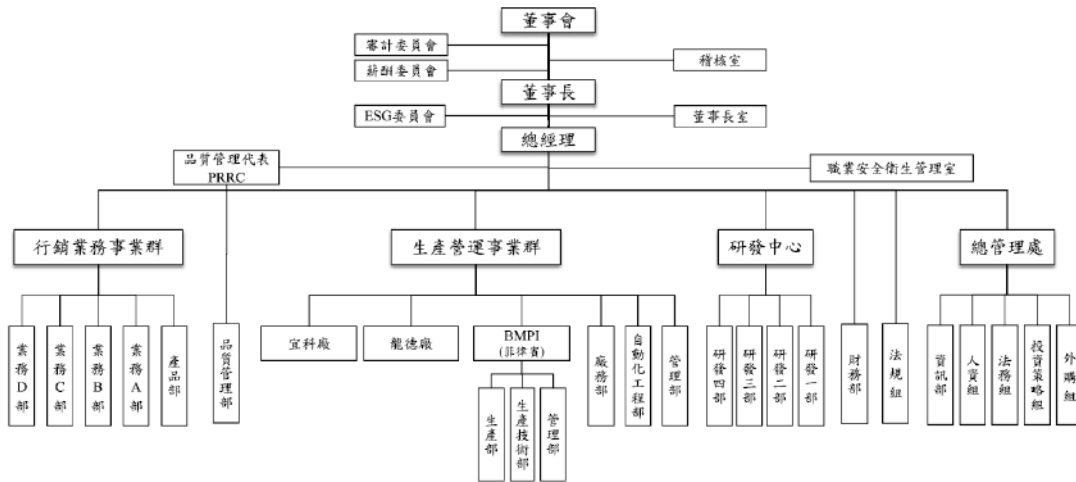 董事會
審計委員會
稽核室
薪酬委員會
董事長
ESG委員會
董事長室
總經理
品質管理代表
PRRC
職業安全衛生管理室
行銷業務事業群
生產營運事業群
研發中心
總管理處
業務D部
業務C部
業務B部
業務A部
產品部
品質管理部
宜科廠
龍德廠
BMPI
(菲律賓)
廠務部
自動化工程部
管理部
研發四部
研發三部
研發二部
研發一部
財務部
法規組
資訊部
人資組
法務組
投資策略組
外購組
生產部
生產技術部
管理部